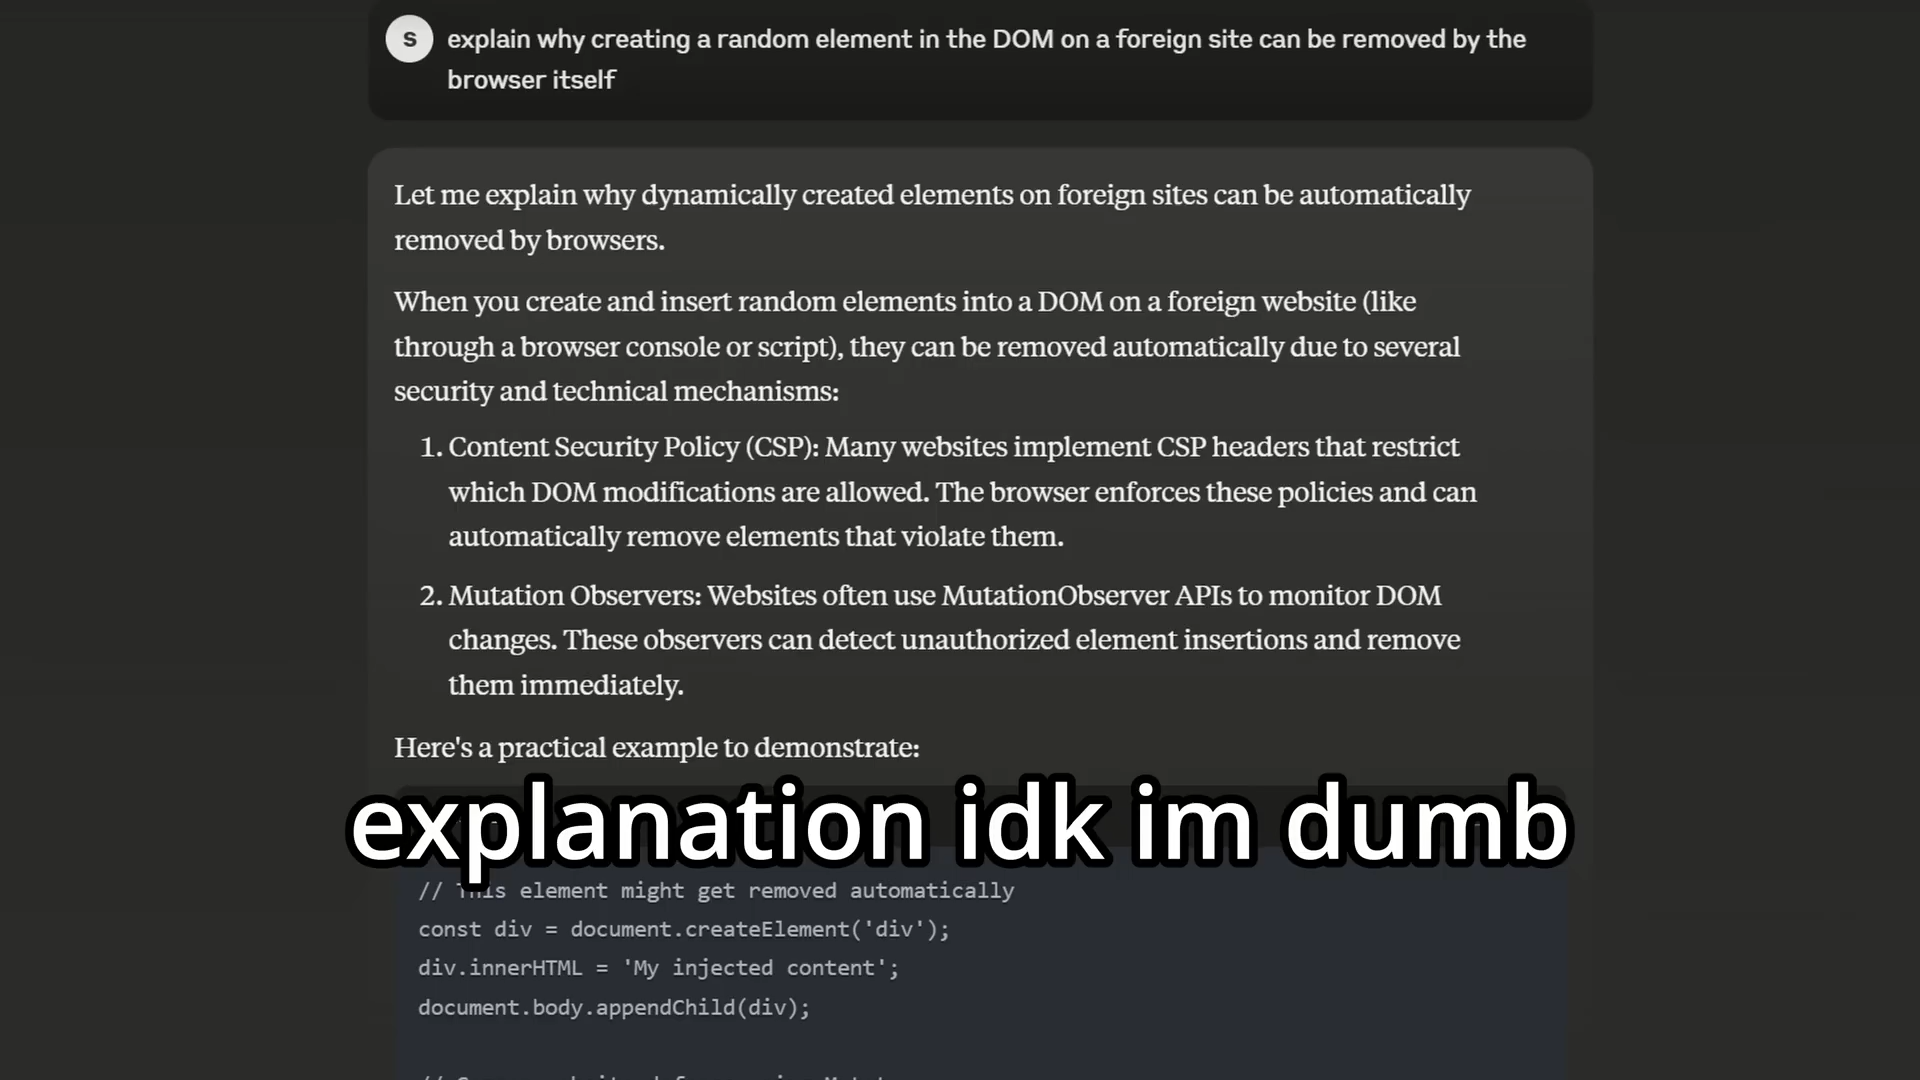 S
explain why creating a random element in the DOM on a foreign site can be removed by the
browser itself
Let me explain why dynamically created elements on foreign sites can be automatically
removed by browsers.
When you create and insert random elements into a DOM on a foreign website (like
through a browser console or script), they can be removed automatically due to several
security and technical mechanisms:
1. Content Security Policy (CSP): Many websites implement CSP headers that restrict
which DOM modifications are allowed. The browser enforces these policies and can
automatically remove elements that violate them.
2. Mutation Observers: Websites often use MutationObserver APIs to monitor DOM
changes. These observers can detect unauthorized element insertions and remove
them immediately.
Here's a practical example to demonstrate:
explanation idk im dumb
// This element might get removed automatically
const div = document.createElement('div');
div.innerHTML = 'My injected content';
document.body.appendChild(div);